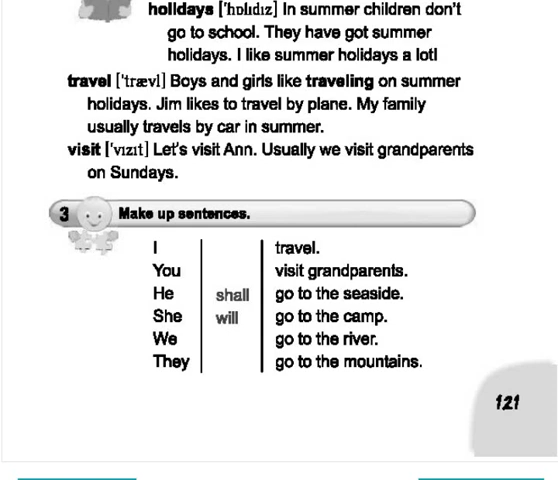 holidays ['hɒlɪdɪz] In summer children don't
go to school. They have got summer
holidays. I like summer holidays a lot!
travel ['trævl] Boys and girls like traveling on summer
holidays. Jim likes to travel by plane. My family
usually travels by car in summer.
visit ['vɪzɪt] Let's visit Ann. Usually we visit grandparents
on Sundays.
3 Make up sentences.
I travel.
You visit grandparents.
He shall go to the seaside.
She will go to the camp.
We go to the river.
They go to the mountains.
121